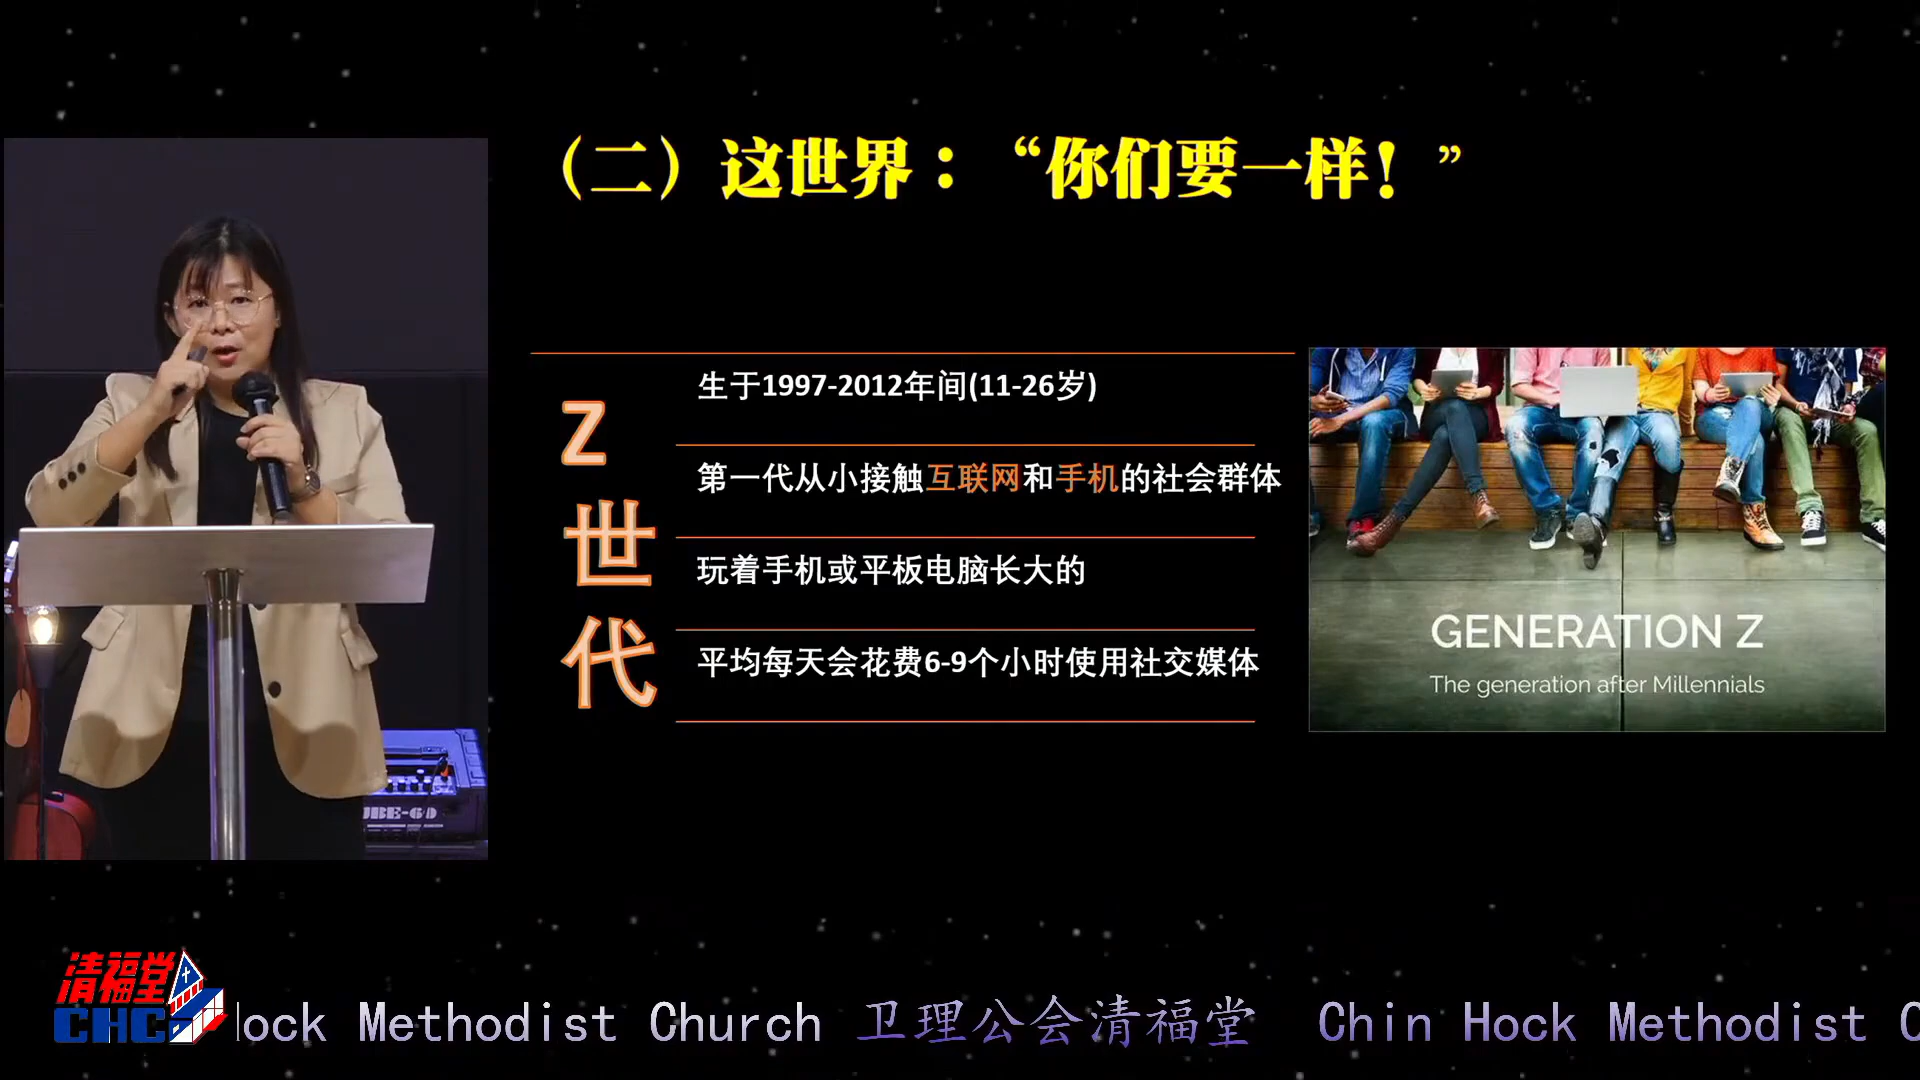 （二）这世界：“你们要一样！”
Z世代
生于1997-2012年间(11-26岁)
第一代从小接触互联网和手机的社会群体
玩着手机或平板电脑长大的
平均每天会花费6-9个小时使用社交媒体
GENERATION Z
The generation after Millennials
UBE-60
清福堂
CHC
ock Methodist Church 卫理公会清福堂 Chin Hock Methodist C